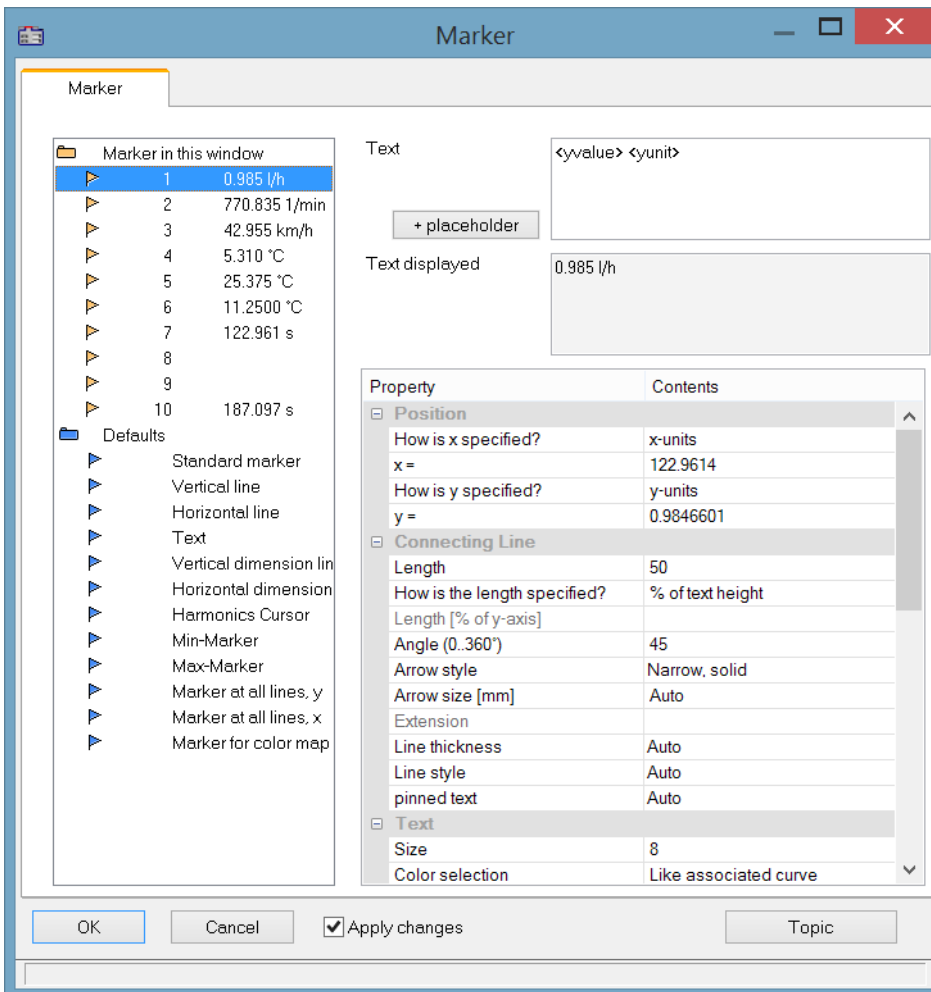 Marker
Marker
Marker in this window
1 0.985 l/h
2 770.835 1/min
3 42.955 km/h
4 5.310 °C
5 25.375 °C
6 11.2500 °C
7 122.961 s
8
9
10 187.097 s
Defaults
Standard marker
Vertical line
Horizontal line
Text
Vertical dimension lin
Horizontal dimension
Harmonics Cursor
Min-Marker
Max-Marker
Marker at all lines, y
Marker at all lines, x
Marker for color map
Text
<yvalue> <yunit>
+ placeholder
Text displayed
0.985 l/h
Property Contents
Position
How is x specified? x-units
x = 122.9614
How is y specified? y-units
y = 0.9846601
Connecting Line
Length 50
How is the length specified? % of text height
Length [% of y-axis]
Angle (0..360°) 45
Arrow style Narrow, solid
Arrow size [mm] Auto
Extension
Line thickness Auto
Line style Auto
pinned text Auto
Text
Size 8
Color selection Like associated curve
OK Cancel Apply changes Topic